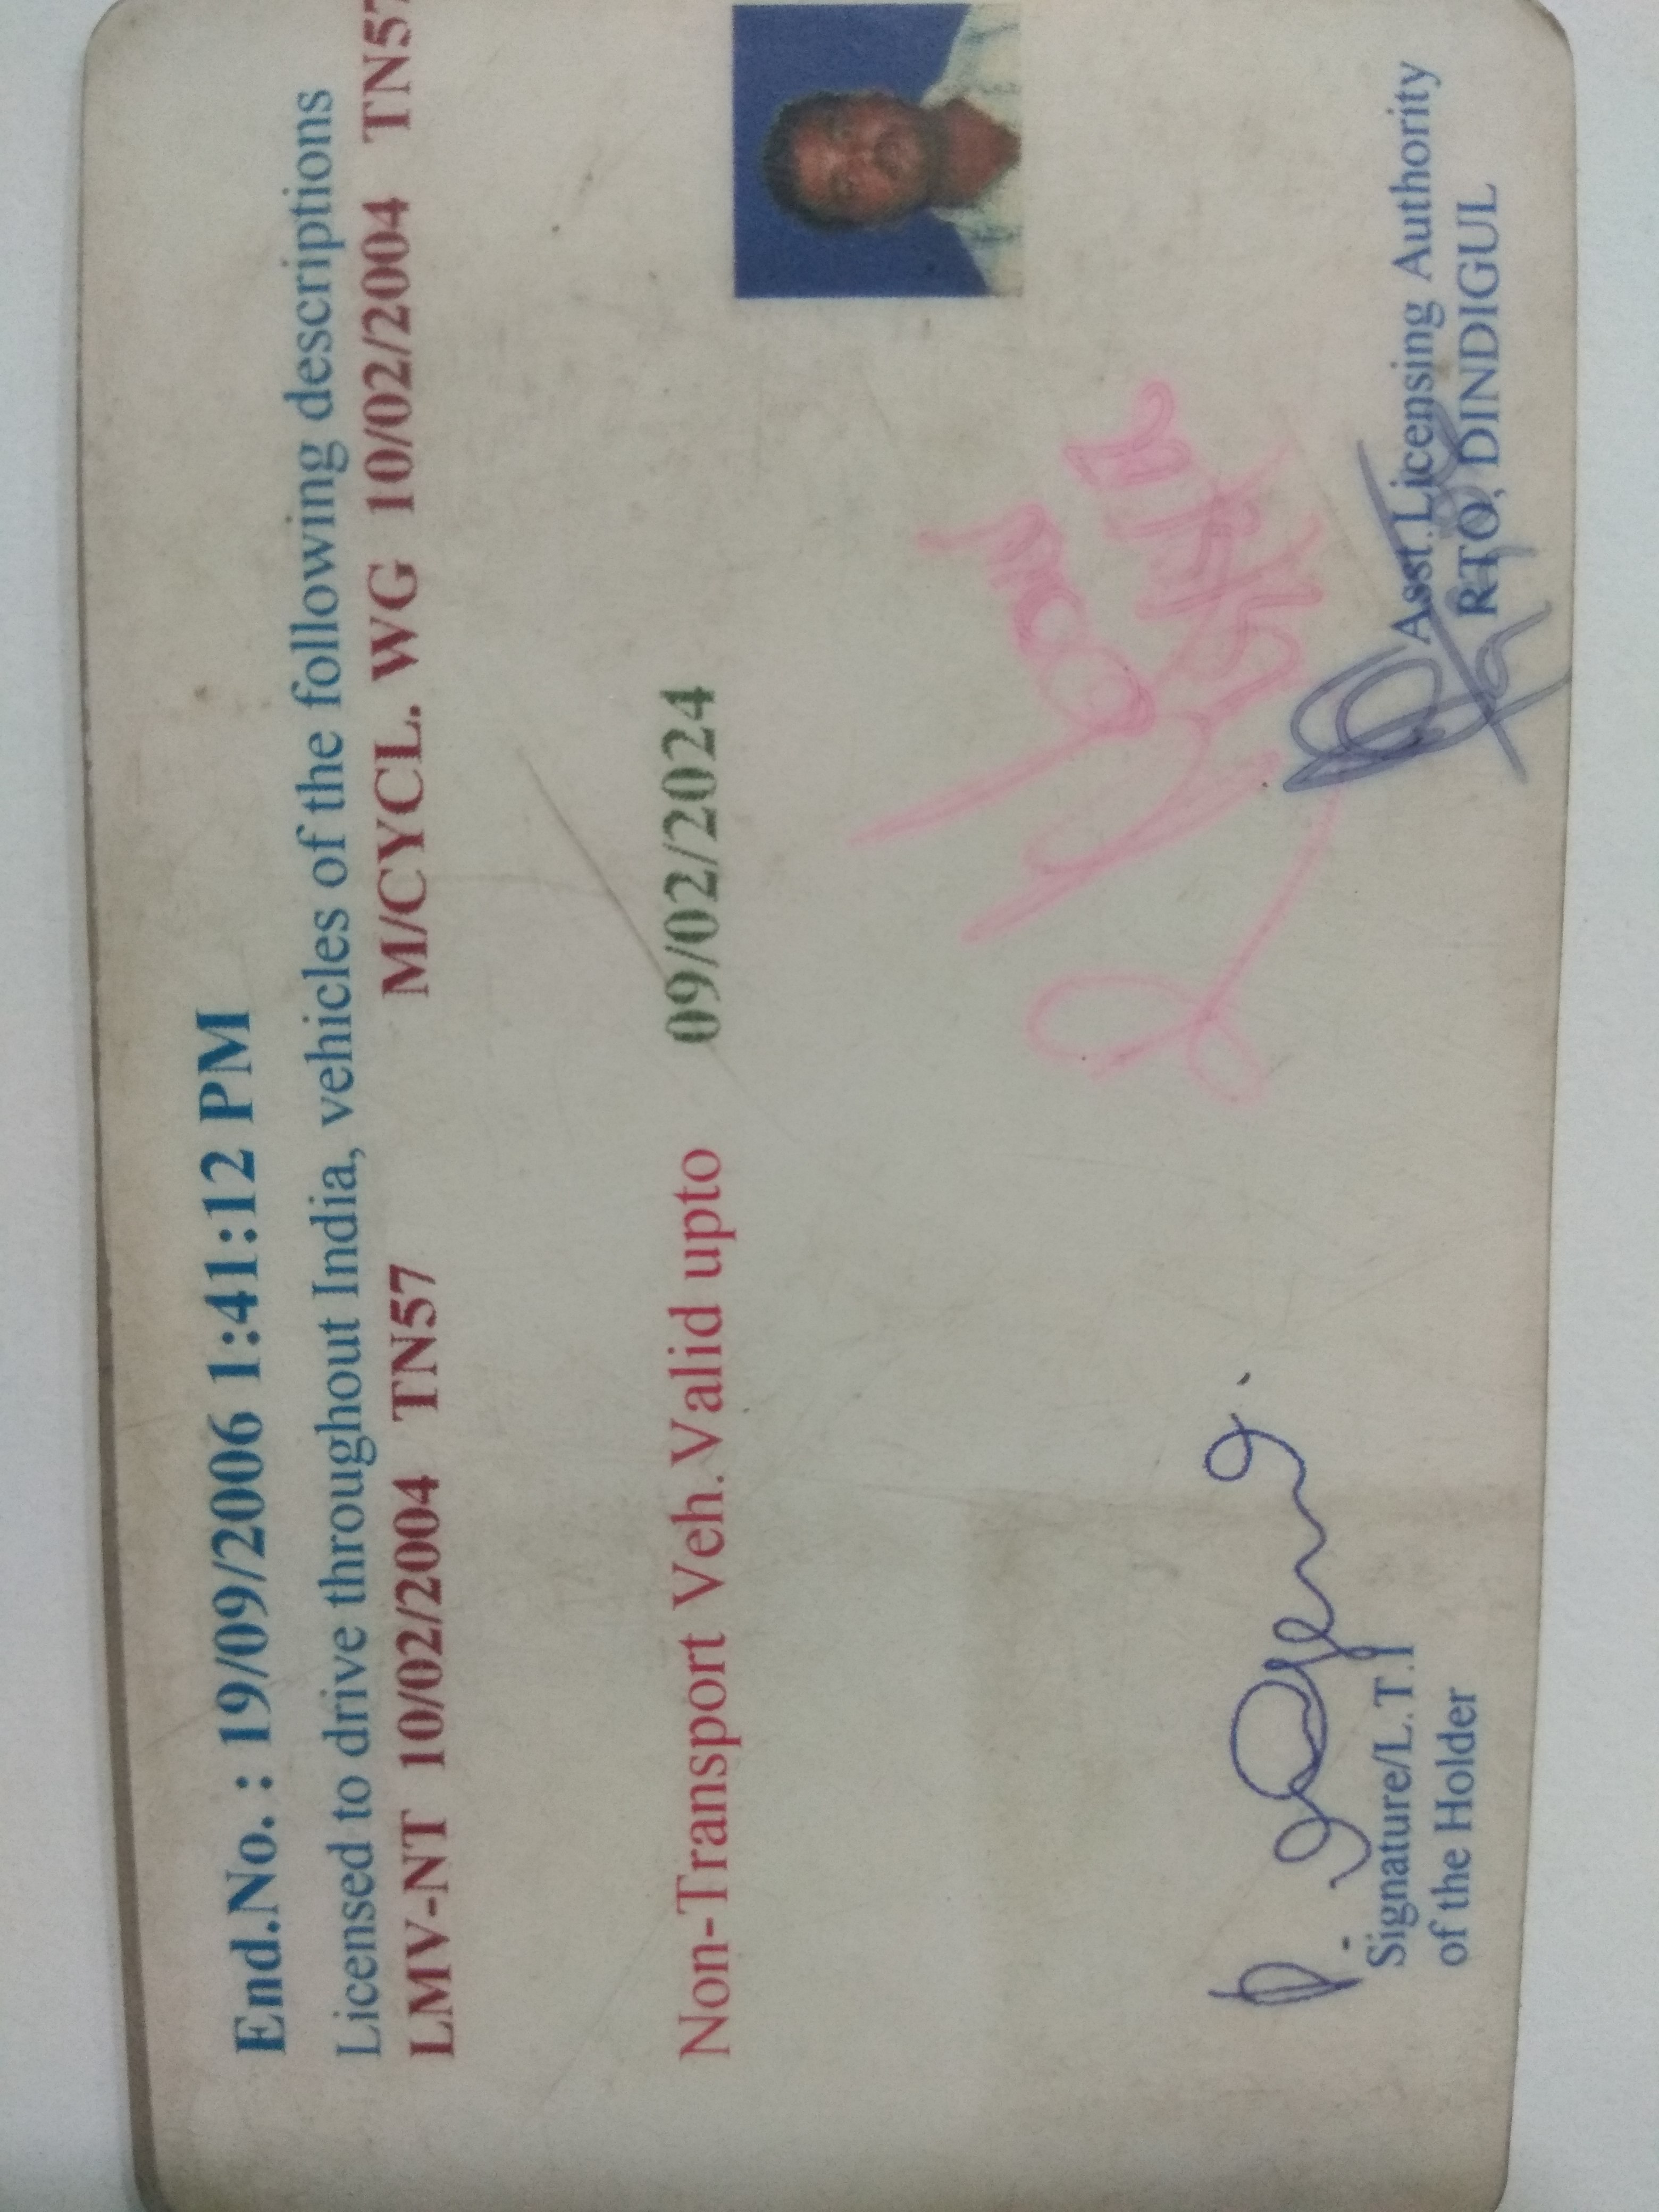 End.No. : 19/09/2006 1:41:12 PM
Licensed to drive throughout India, vehicles of the following descriptions
LMV-NT 10/02/2004 TN57 M/CYCL. WG 10/02/2004 TN57
Non-Transport Veh.Valid upto 09/02/2024
Signature/L.T.I
of the Holder
Asst.Licensing Authority
RTO, DINDIGUL